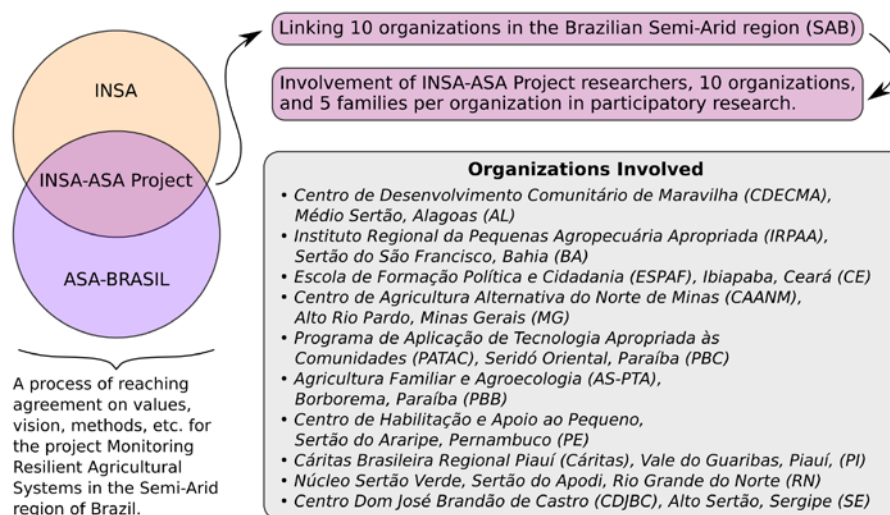 INSA
INSA-ASA Project
ASA-BRASIL
A process of reaching
agreement on values,
vision, methods, etc. for
the project Monitoring
Resilient Agricultural
Systems in the Semi-Arid
region of Brazil.
Linking 10 organizations in the Brazilian Semi-Arid region (SAB)
Involvement of INSA-ASA Project researchers, 10 organizations,
and 5 families per organization in participatory research.
Organizations Involved
• Centro de Desenvolvimento Comunitário de Maravilha (CDECMA),
Médio Sertão, Alagoas (AL)
• Instituto Regional da Pequenas Agropecuária Apropriada (IRPAA),
Sertão do São Francisco, Bahia (BA)
• Escola de Formação Política e Cidadania (ESPAF), Ibiapaba, Ceará (CE)
• Centro de Agricultura Alternativa do Norte de Minas (CAANM),
Alto Rio Pardo, Minas Gerais (MG)
• Programa de Aplicação de Tecnologia Apropriada às
Comunidades (PATAC), Seridó Oriental, Paraíba (PBC)
• Agricultura Familiar e Agroecologia (AS-PTA),
Borborema, Paraíba (PBB)
• Centro de Habilitação e Apoio ao Pequeno,
Sertão do Araripe, Pernambuco (PE)
• Cáritas Brasileira Regional Piauí (Cáritas), Vale do Guaribas, Piauí, (PI)
• Núcleo Sertão Verde, Sertão do Apodi, Rio Grande do Norte (RN)
• Centro Dom José Brandão de Castro (CDJBC), Alto Sertão, Sergipe (SE)